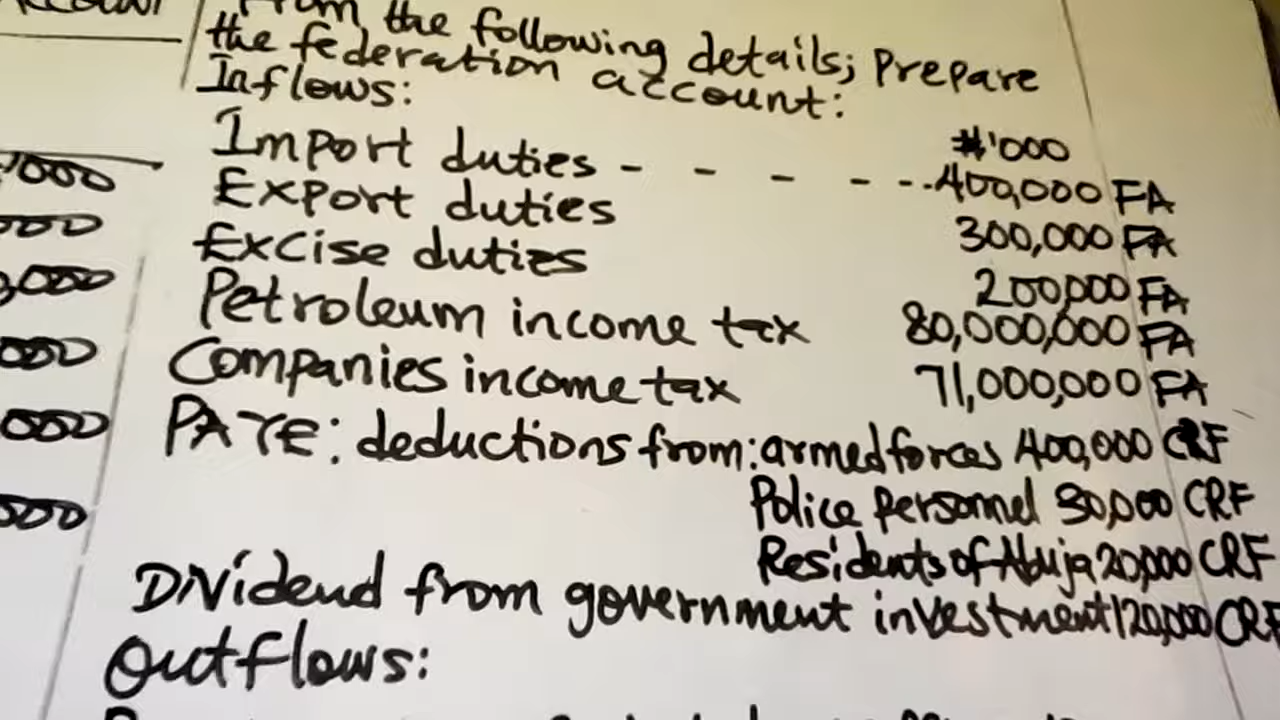 From the following details; prepare
the federation account:
Inflows:
₦'000
Import duties - - - - -- 400,000 FA
Export duties 300,000 FA
Excise duties 200,000 FA
Petroleum income tax 80,000,000 FA
Companies income tax 71,000,000 FA
PAYE: deductions from: armed forces 400,000 CRF
Police personnel 30,000 CRF
Residents of Abuja 20,000 CRF
Dividend from government investment 120,000 CRF
Outflows: